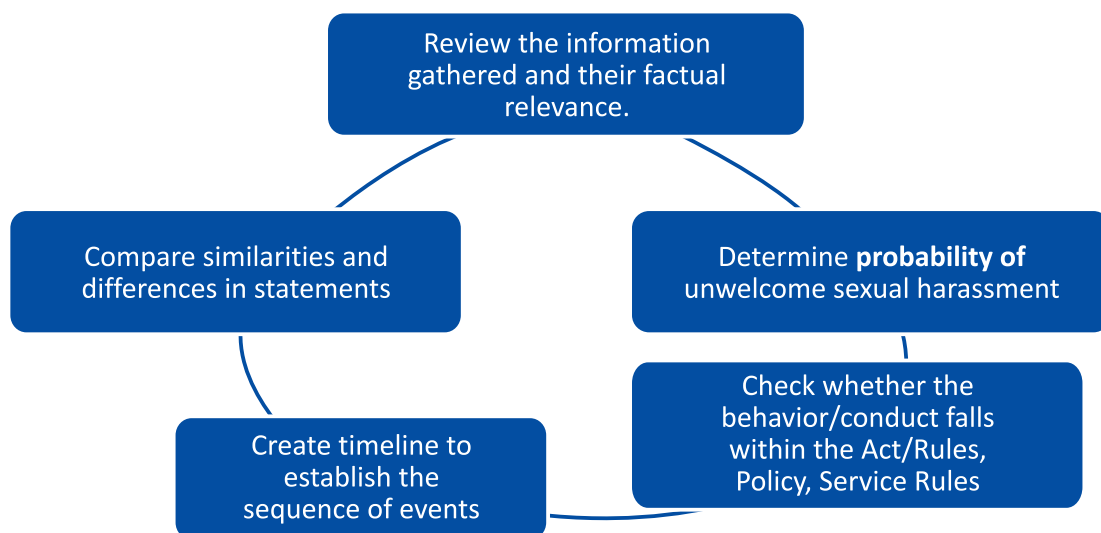 Review the information
gathered and their factual
relevance.
Compare similarities and
differences in statements
Determine probability of
unwelcome sexual harassment
Check whether the
behavior/conduct falls
within the Act/Rules,
Policy, Service Rules
Create timeline to
establish the
sequence of events